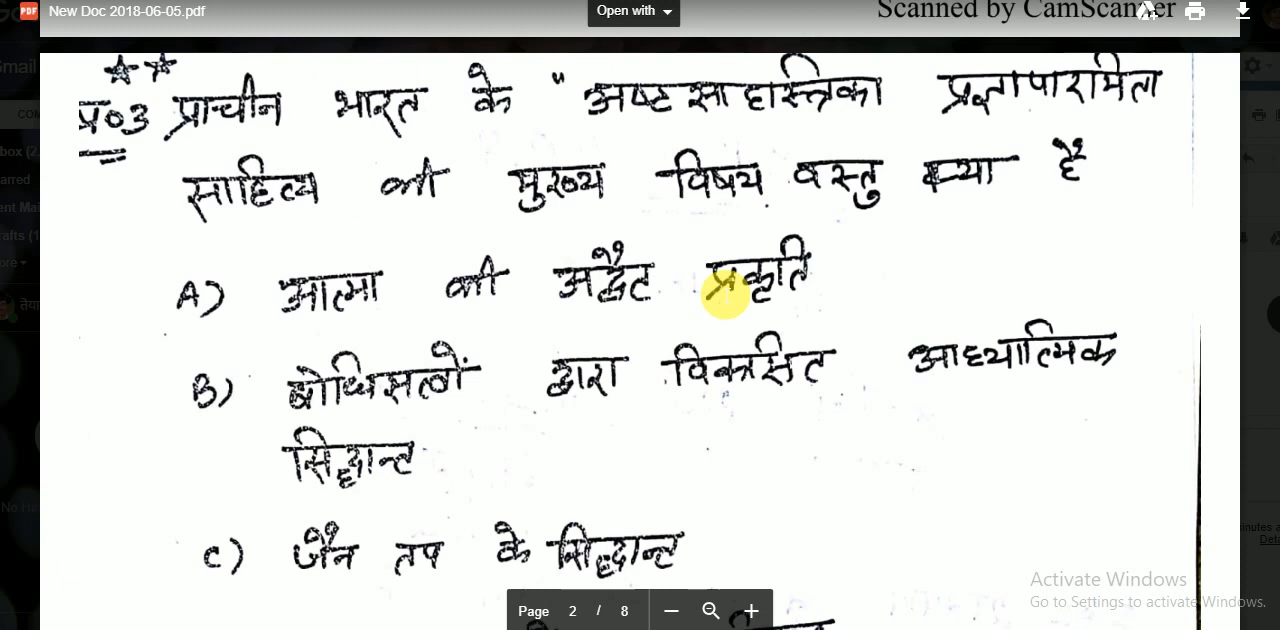 New Doc 2018-06-05.pdf
Open with
Scanned by CamScanner
प्र०3 प्राचीन भारत के "अष्टसाहास्त्रिका प्रज्ञापारमिता
साहित्य की मुख्य विषय वस्तु क्या है
A) आत्मा की अद्वैत प्रकृति
B) बोधिसत्वों द्वारा विकसित आध्यात्मिक
सिद्धान्त
C) जैन तप के सिद्धान्त
Activate Windows
Go to Settings to activate Windows.
Page 2 / 8